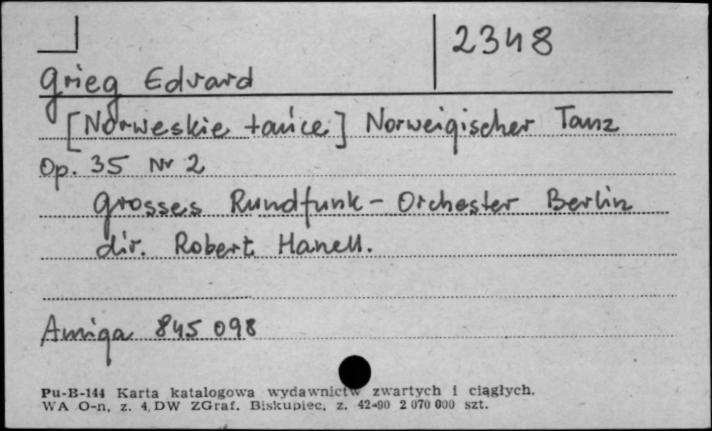 2348
Grieg Edvard
[Norweskie tańce] Norweigischer Tanz
Op. 35 Nr 2
Grosses Rundfunk - Orchester Berlin
dir. Robert Hanell.
Amiga 845 098
Pu-B-144 Karta katalogowa wydawnictw zwartych i ciągłych.
WA O-n, z. 4, DW ZGraf. Biskupiec, z. 42-90 2 070 000 szt.